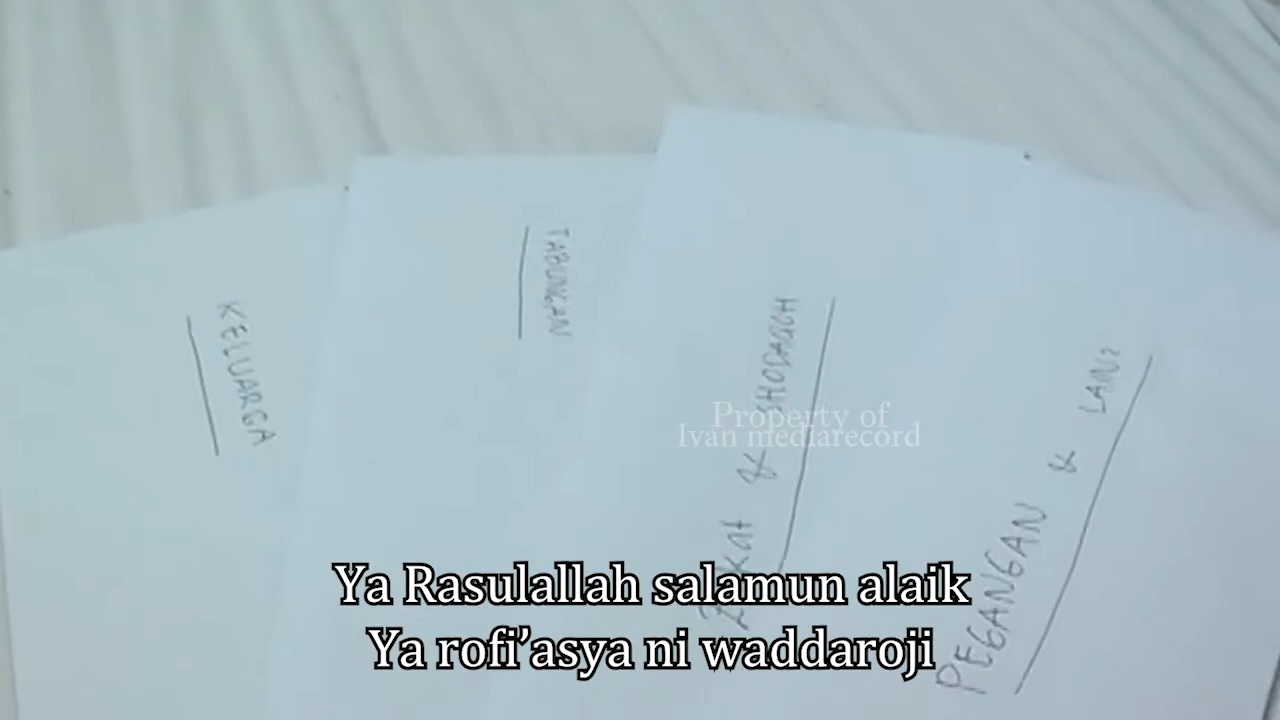 KELUARGA
TABUNGAN
Zakat & SHODAQOH
PEGANGAN & LAIN2
Property of
Ivan mediarecord
Ya Rasulallah salamun alaik
Ya rofi’asya ni waddaroji